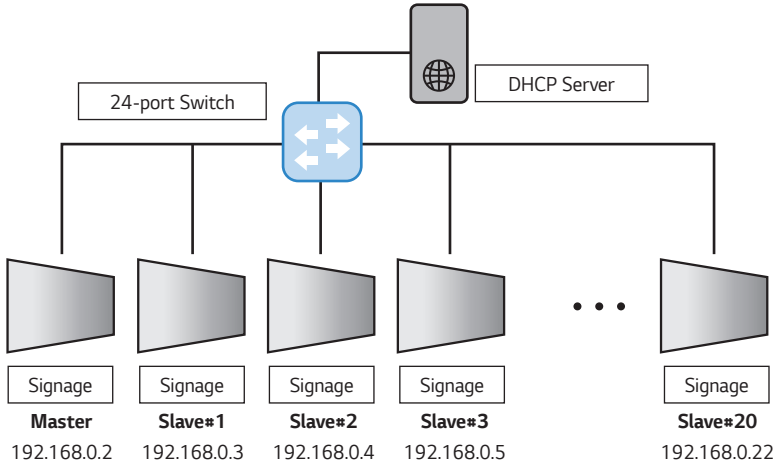 24-port Switch
DHCP Server
Signage
Signage
Signage
Signage
Signage
Master
Slave#1
Slave#2
Slave#3
Slave#20
192.168.0.2
192.168.0.3
192.168.0.4
192.168.0.5
192.168.0.22